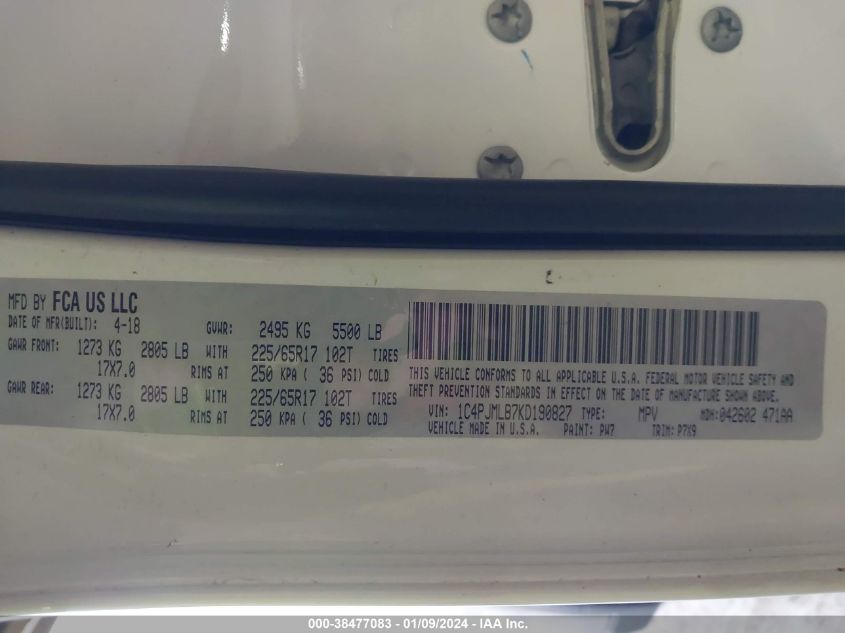 MFD BY FCA US LLC
DATE OF MFR(BUILT): 4-18 GVWR: 2495 KG 5500 LB
GAWR FRONT: 1273 KG 2805 LB WITH 225/65R17 102T TIRES
17X7.0 RIMS AT 250 KPA ( 36 PSI) COLD
GAWR REAR: 1273 KG 2805 LB WITH 225/65R17 102T TIRES
17X7.0 RIMS AT 250 KPA ( 36 PSI) COLD
THIS VEHICLE CONFORMS TO ALL APPLICABLE U.S.A. FEDERAL MOTOR VEHICLE SAFETY AND
THEFT PREVENTION STANDARDS IN EFFECT ON THE DATE OF MANUFACTURE SHOWN ABOVE.
VIN: 1C4PJMLB7KD190827 TYPE: MPV MDH:042602 471AA
VEHICLE MADE IN U.S.A. PAINT: PW7 TRIM: P7X9
000-38477083 - 01/09/2024 - IAA Inc.